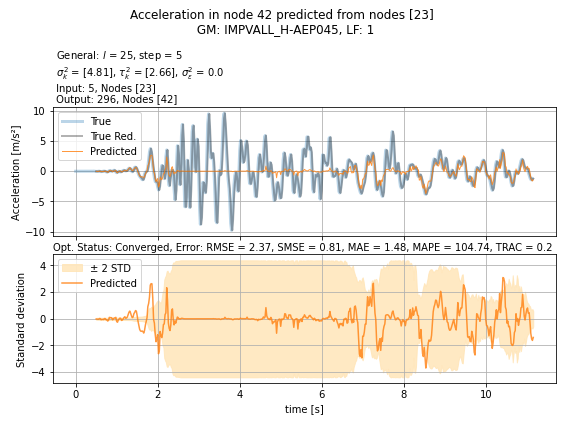 Acceleration in node 42 predicted from nodes [23]
GM: IMPVALL_H-AEP045, LF: 1
General: l = 25, step = 5
σ²ₖ = [4.81], τ²ₖ = [2.66], σ²ε = 0.0
Input: 5, Nodes [23]
Output: 296, Nodes [42]
10
5
0
−5
−10
Acceleration [m/s²]
True
True Red.
Predicted
Opt. Status: Converged, Error: RMSE = 2.37, SMSE = 0.81, MAE = 1.48, MAPE = 104.74, TRAC = 0.2
4
2
0
−2
−4
Standard deviation
± 2 STD
Predicted
0 2 4 6 8 10
time [s]